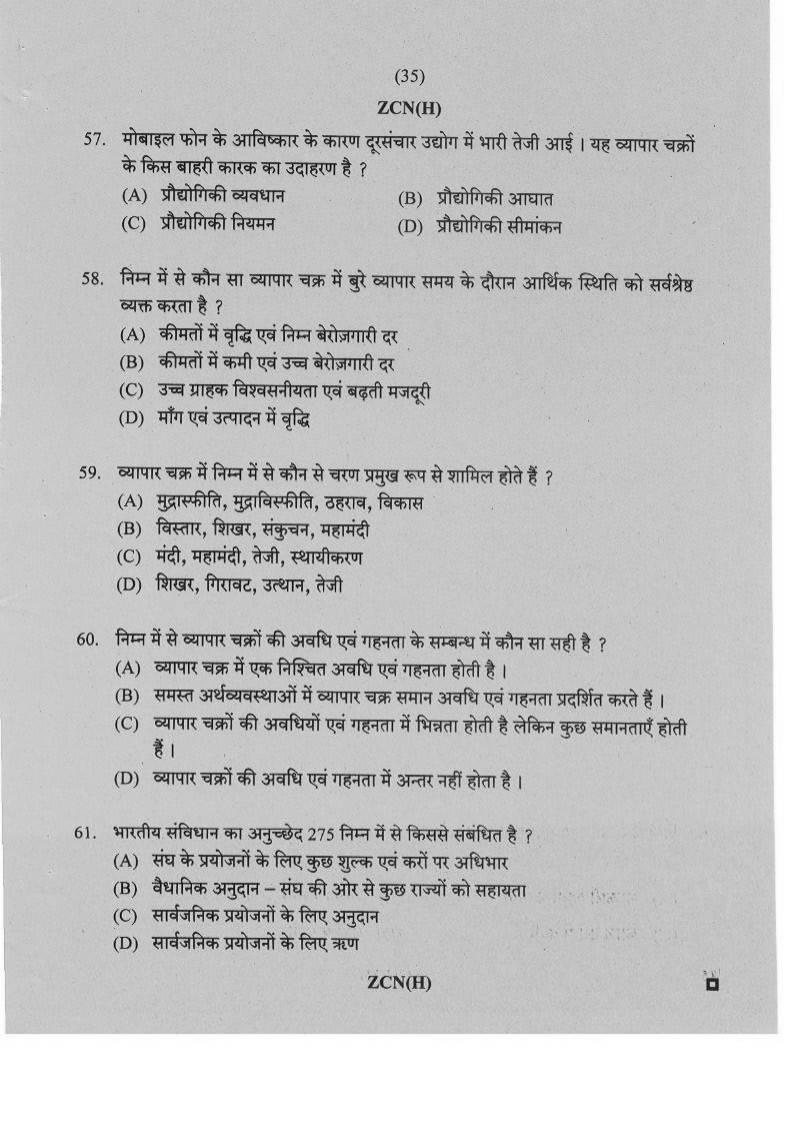 (35)
ZCN(H)
57. मोबाइल फोन के आविष्कार के कारण दूरसंचार उद्योग में भारी तेजी आई । यह व्यापार चक्रों
के किस बाहरी कारक का उदाहरण है ?
(A) प्रौद्योगिकी व्यवधान (B) प्रौद्योगिकी आघात
(C) प्रौद्योगिकी नियमन (D) प्रौद्योगिकी सीमांकन
58. निम्न में से कौन सा व्यापार चक्र में बुरे व्यापार समय के दौरान आर्थिक स्थिति को सर्वश्रेष्ठ
व्यक्त करता है ?
(A) कीमतों में वृद्धि एवं निम्न बेरोज़गारी दर
(B) कीमतों में कमी एवं उच्च बेरोज़गारी दर
(C) उच्च ग्राहक विश्वसनीयता एवं बढ़ती मजदूरी
(D) माँग एवं उत्पादन में वृद्धि
59. व्यापार चक्र में निम्न में से कौन से चरण प्रमुख रूप से शामिल होते हैं ?
(A) मुद्रास्फीति, मुद्राविस्फीति, ठहराव, विकास
(B) विस्तार, शिखर, संकुचन, महामंदी
(C) मंदी, महामंदी, तेजी, स्थायीकरण
(D) शिखर, गिरावट, उत्थान, तेजी
60. निम्न में से व्यापार चक्रों की अवधि एवं गहनता के सम्बन्ध में कौन सा सही है ?
(A) व्यापार चक्र में एक निश्चित अवधि एवं गहनता होती है ।
(B) समस्त अर्थव्यवस्थाओं में व्यापार चक्र समान अवधि एवं गहनता प्रदर्शित करते हैं ।
(C) व्यापार चक्रों की अवधियों एवं गहनता में भिन्नता होती है लेकिन कुछ समानताएँ होती
हैं ।
(D) व्यापार चक्रों की अवधि एवं गहनता में अन्तर नहीं होता है ।
61. भारतीय संविधान का अनुच्छेद 275 निम्न में से किससे संबंधित है ?
(A) संघ के प्रयोजनों के लिए कुछ शुल्क एवं करों पर अधिभार
(B) वैधानिक अनुदान – संघ की ओर से कुछ राज्यों को सहायता
(C) सार्वजनिक प्रयोजनों के लिए अनुदान
(D) सार्वजनिक प्रयोजनों के लिए ऋण
ZCN(H)